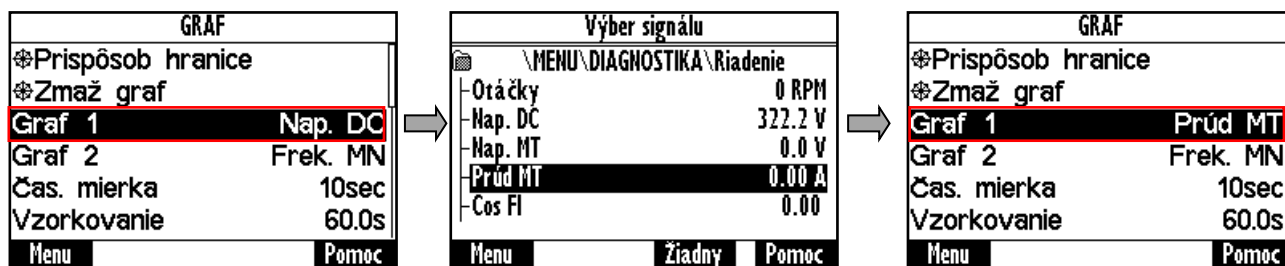 GRAF
Prispôsob hranice
Zmaž graf
Graf 1 Nap. DC
Graf 2 Frek. MN
Čas. mierka 10sec
Vzorkovanie 60.0s
Menu Pomoc
Výber signálu
\MENU\DIAGNOSTIKA\Riadenie
Otáčky 0 RPM
Nap. DC 322.2 V
Nap. MT 0.0 V
Prúd MT 0.00 A
Cos FI 0.00
Menu Žiadny Pomoc
GRAF
Prispôsob hranice
Zmaž graf
Graf 1 Prúd MT
Graf 2 Frek. MN
Čas. mierka 10sec
Vzorkovanie 60.0s
Menu Pomoc